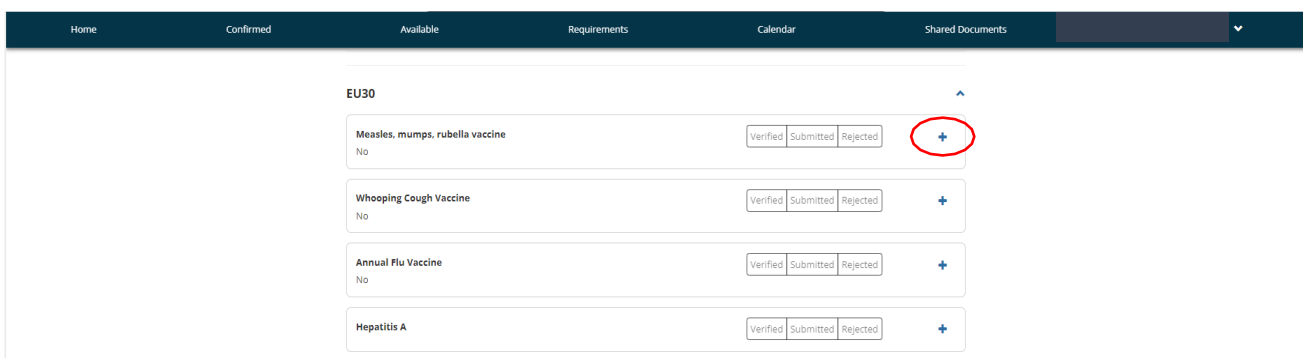 Home Confirmed Available Requirements Calendar Shared Documents
EU30
Measles, mumps, rubella vaccine Verified Submitted Rejected
No
Whooping Cough Vaccine Verified Submitted Rejected
No
Annual Flu Vaccine Verified Submitted Rejected
No
Hepatitis A Verified Submitted Rejected